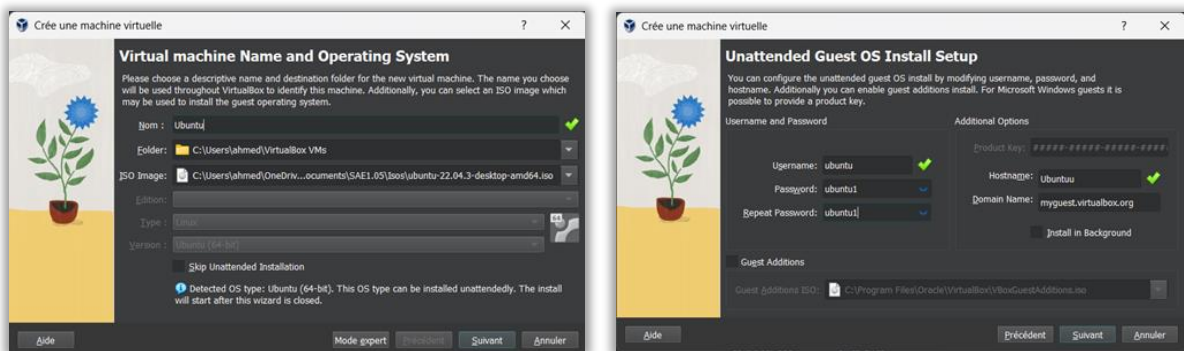 Crée une machine virtuelle
Virtual machine Name and Operating System
Please choose a descriptive name and destination folder for the new virtual machine. The name you choose
will be used throughout VirtualBox to identify this machine. Additionally, you can select an ISO image which
may be used to install the guest operating system.
Nom : Ubuntu
Folder: C:\Users\ahmed\VirtualBox VMs
ISO Image: C:\Users\ahmed\OneDriv...ocuments\SAE1.05\Isos\ubuntu-22.04.3-desktop-amd64.iso
Edition:
Type : Linux
Version : Ubuntu (64-bit)
64
Skip Unattended Installation
Detected OS type: Ubuntu (64-bit). This OS type can be installed unattendedly. The install
will start after this wizard is closed.
Aide Mode expert Précédent Suivant Annuler
Crée une machine virtuelle
Unattended Guest OS Install Setup
You can configure the unattended guest OS install by modifying username, password, and
hostname. Additionally you can enable guest additions install. For Microsoft Windows guests it is
possible to provide a product key.
Username and Password
Username: ubuntu
Password: ubuntu1
Repeat Password: ubuntu1
Additional Options
Product Key: #####-#####-#####-#####-
Hostname: Ubuntuu
Domain Name: myguest.virtualbox.org
Install in Background
Guest Additions
Guest Additions ISO: C:\Program Files\Oracle\VirtualBox\VBoxGuestAdditions.iso
Aide Précédent Suivant Annuler